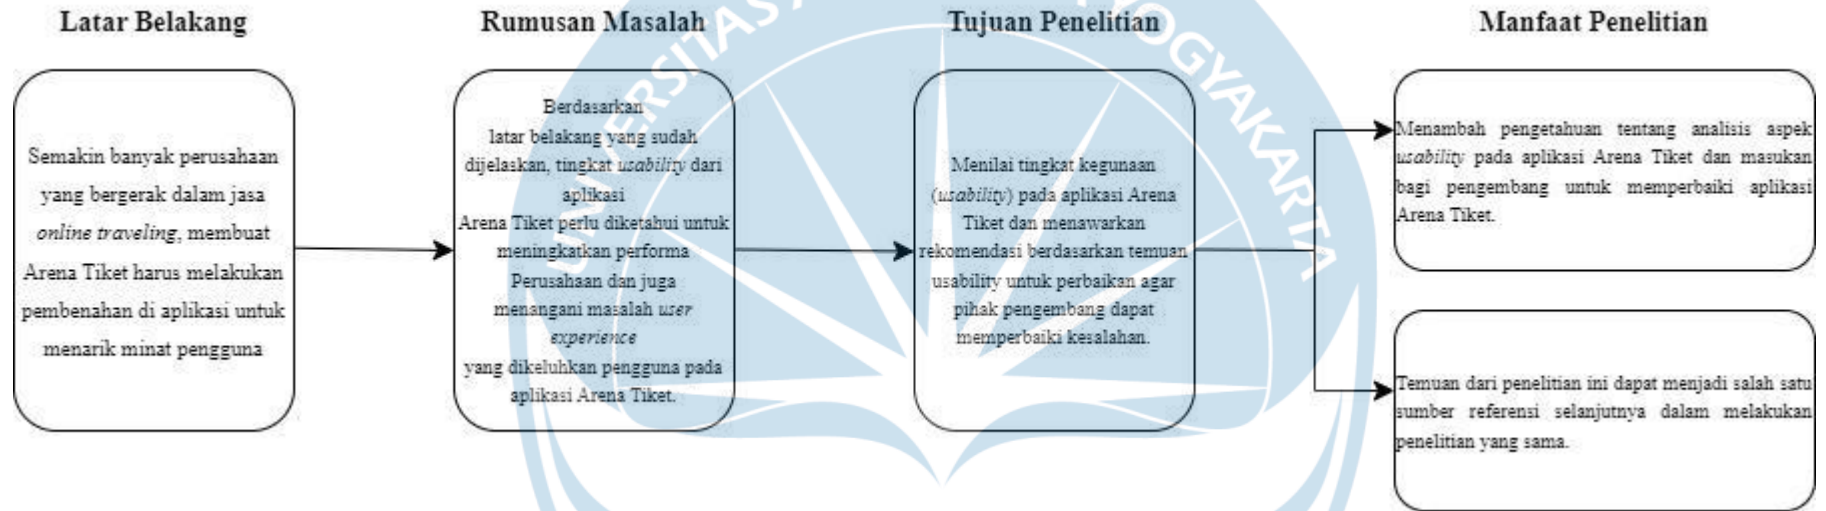 Latar Belakang
Semakin banyak perusahaan
yang bergerak dalam jasa
online traveling, membuat
Arena Tiket harus melakukan
pembenahan di aplikasi untuk
menarik minat pengguna
Rumusan Masalah
Berdasarkan
latar belakang yang sudah
dijelaskan, tingkat usability dari
aplikasi
Arena Tiket perlu diketahui untuk
meningkatkan performa
Perusahaan dan juga
menangani masalah user
experience
yang dikeluhkan pengguna pada
aplikasi Arena Tiket.
Tujuan Penelitian
Menilai tingkat kegunaan
(usability) pada aplikasi Arena
Tiket dan menawarkan
rekomendasi berdasarkan temuan
usability untuk perbaikan agar
pihak pengembang dapat
memperbaiki kesalahan.
Manfaat Penelitian
Menambah pengetahuan tentang analisis aspek
usability pada aplikasi Arena Tiket dan masukan
bagi pengembang untuk memperbaiki aplikasi
Arena Tiket.
Temuan dari penelitian ini dapat menjadi salah satu
sumber referensi selanjutnya dalam melakukan
penelitian yang sama.
UNIVERSITAS
YOGYAKARTA